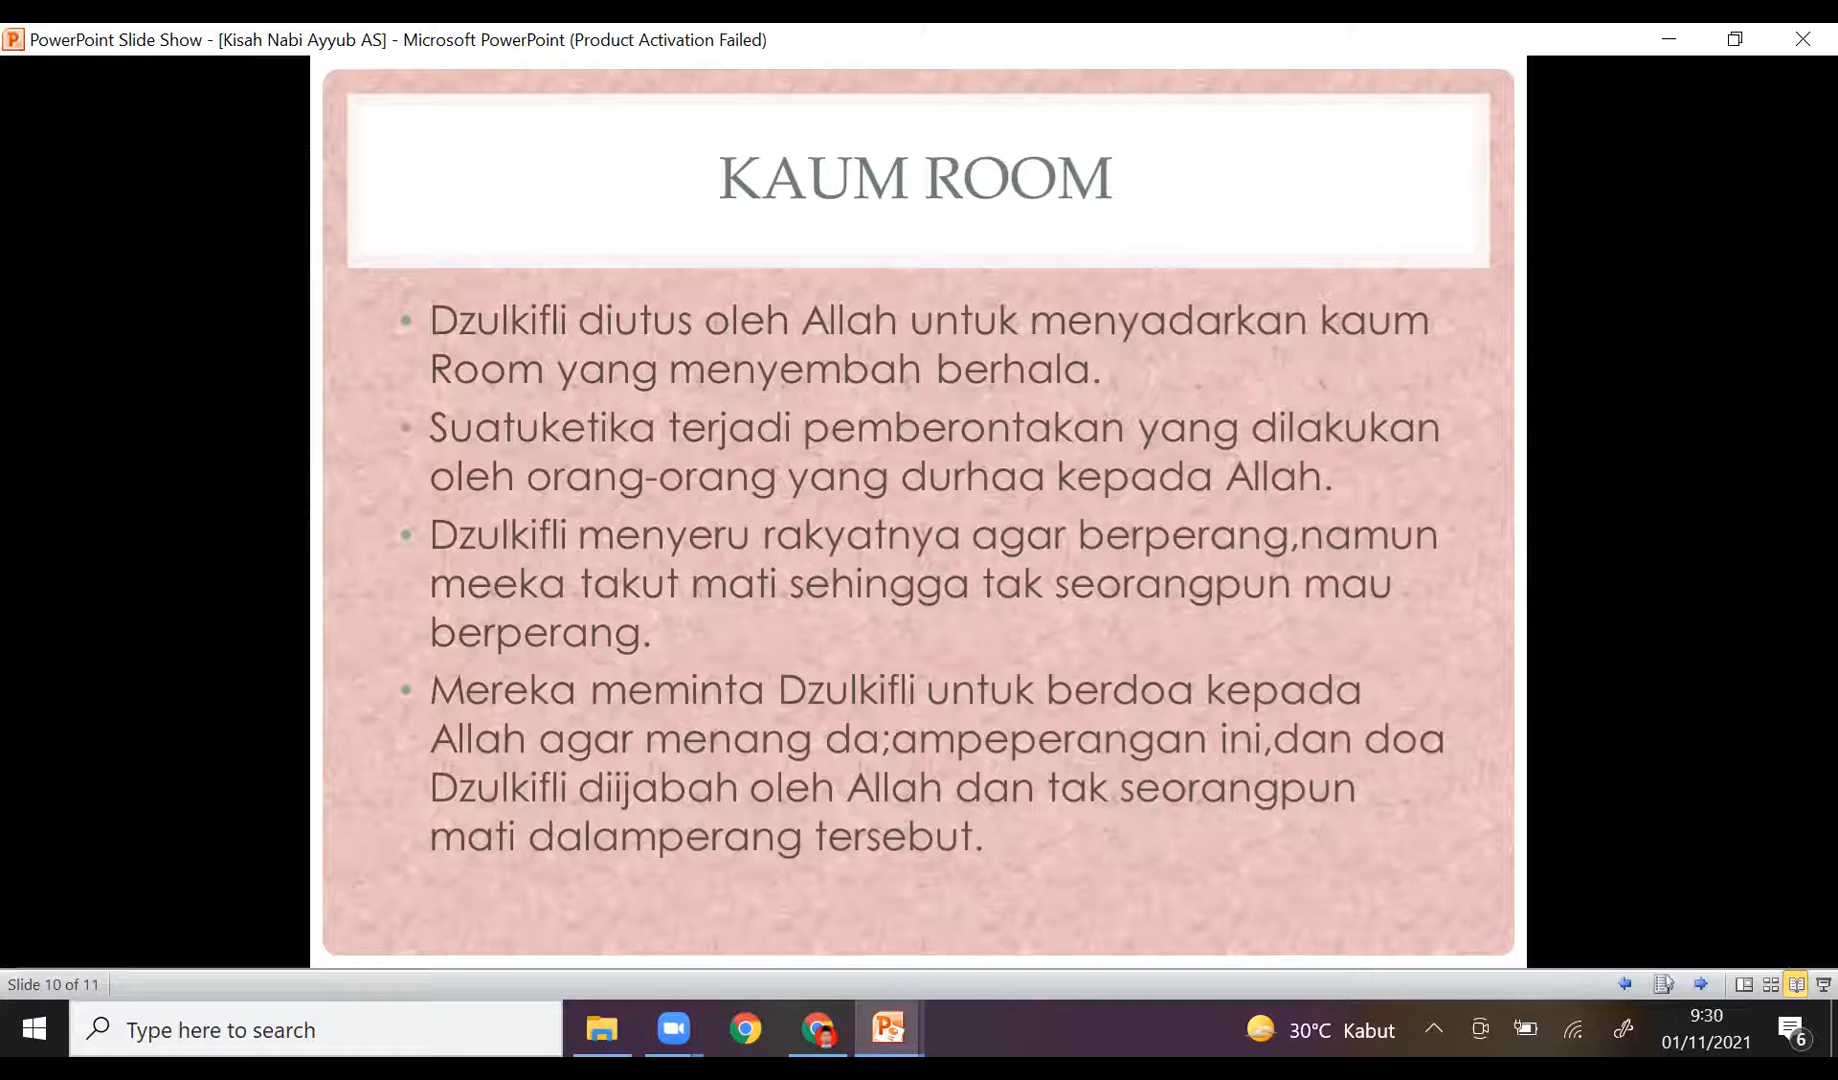 PowerPoint Slide Show - [Kisah Nabi Ayyub AS] - Microsoft PowerPoint (Product Activation Failed)
KAUM ROOM
• Dzulkifli diutus oleh Allah untuk menyadarkan kaum
Room yang menyembah berhala.
• Suatuketika terjadi pemberontakan yang dilakukan
oleh orang-orang yang durhaa kepada Allah.
• Dzulkifli menyeru rakyatnya agar berperang,namun
meeka takut mati sehingga tak seorangpun mau
berperang.
• Mereka meminta Dzulkifli untuk berdoa kepada
Allah agar menang da;ampeperangan ini,dan doa
Dzulkifli diijabah oleh Allah dan tak seorangpun
mati dalamperang tersebut.
Slide 10 of 11
Type here to search
30°C Kabut
9:30
01/11/2021
6